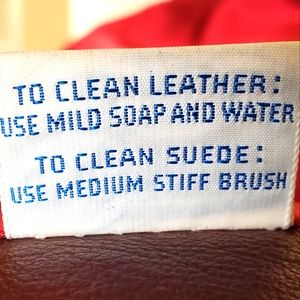 TO CLEAN LEATHER:
USE MILD SOAP AND WATER
TO CLEAN SUEDE:
USE MEDIUM STIFF BRUSH